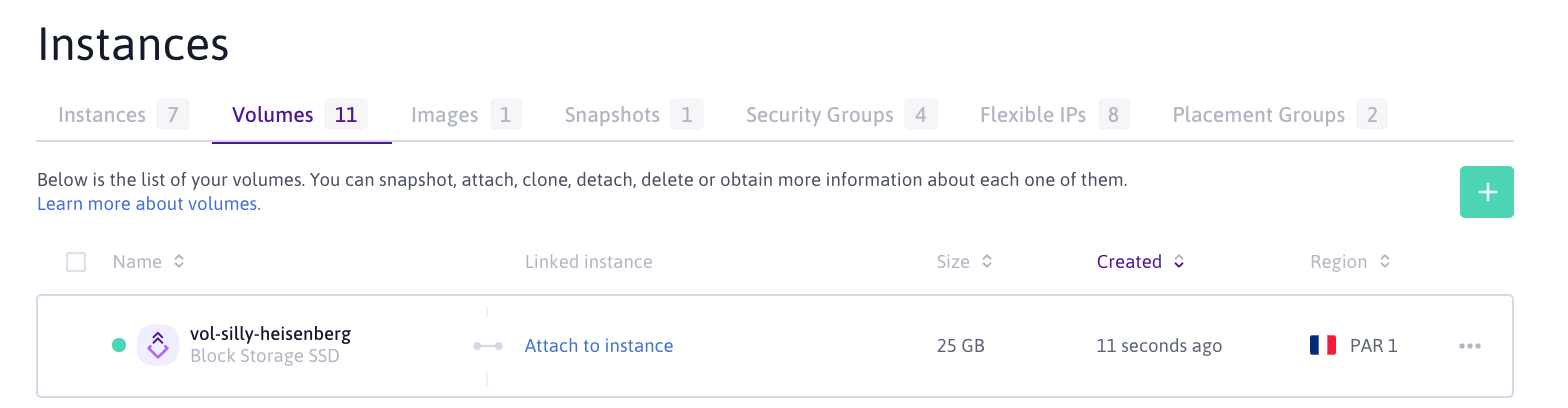 Instances
Instances 7 Volumes 11 Images 1 Snapshots 1 Security Groups 4 Flexible IPs 8 Placement Groups 2
Below is the list of your volumes. You can snapshot, attach, clone, detach, delete or obtain more information about each one of them.
Learn more about volumes.
Name Linked instance Size Created Region
vol-silly-heisenberg
Block Storage SSD
Attach to instance 25 GB 11 seconds ago PAR 1